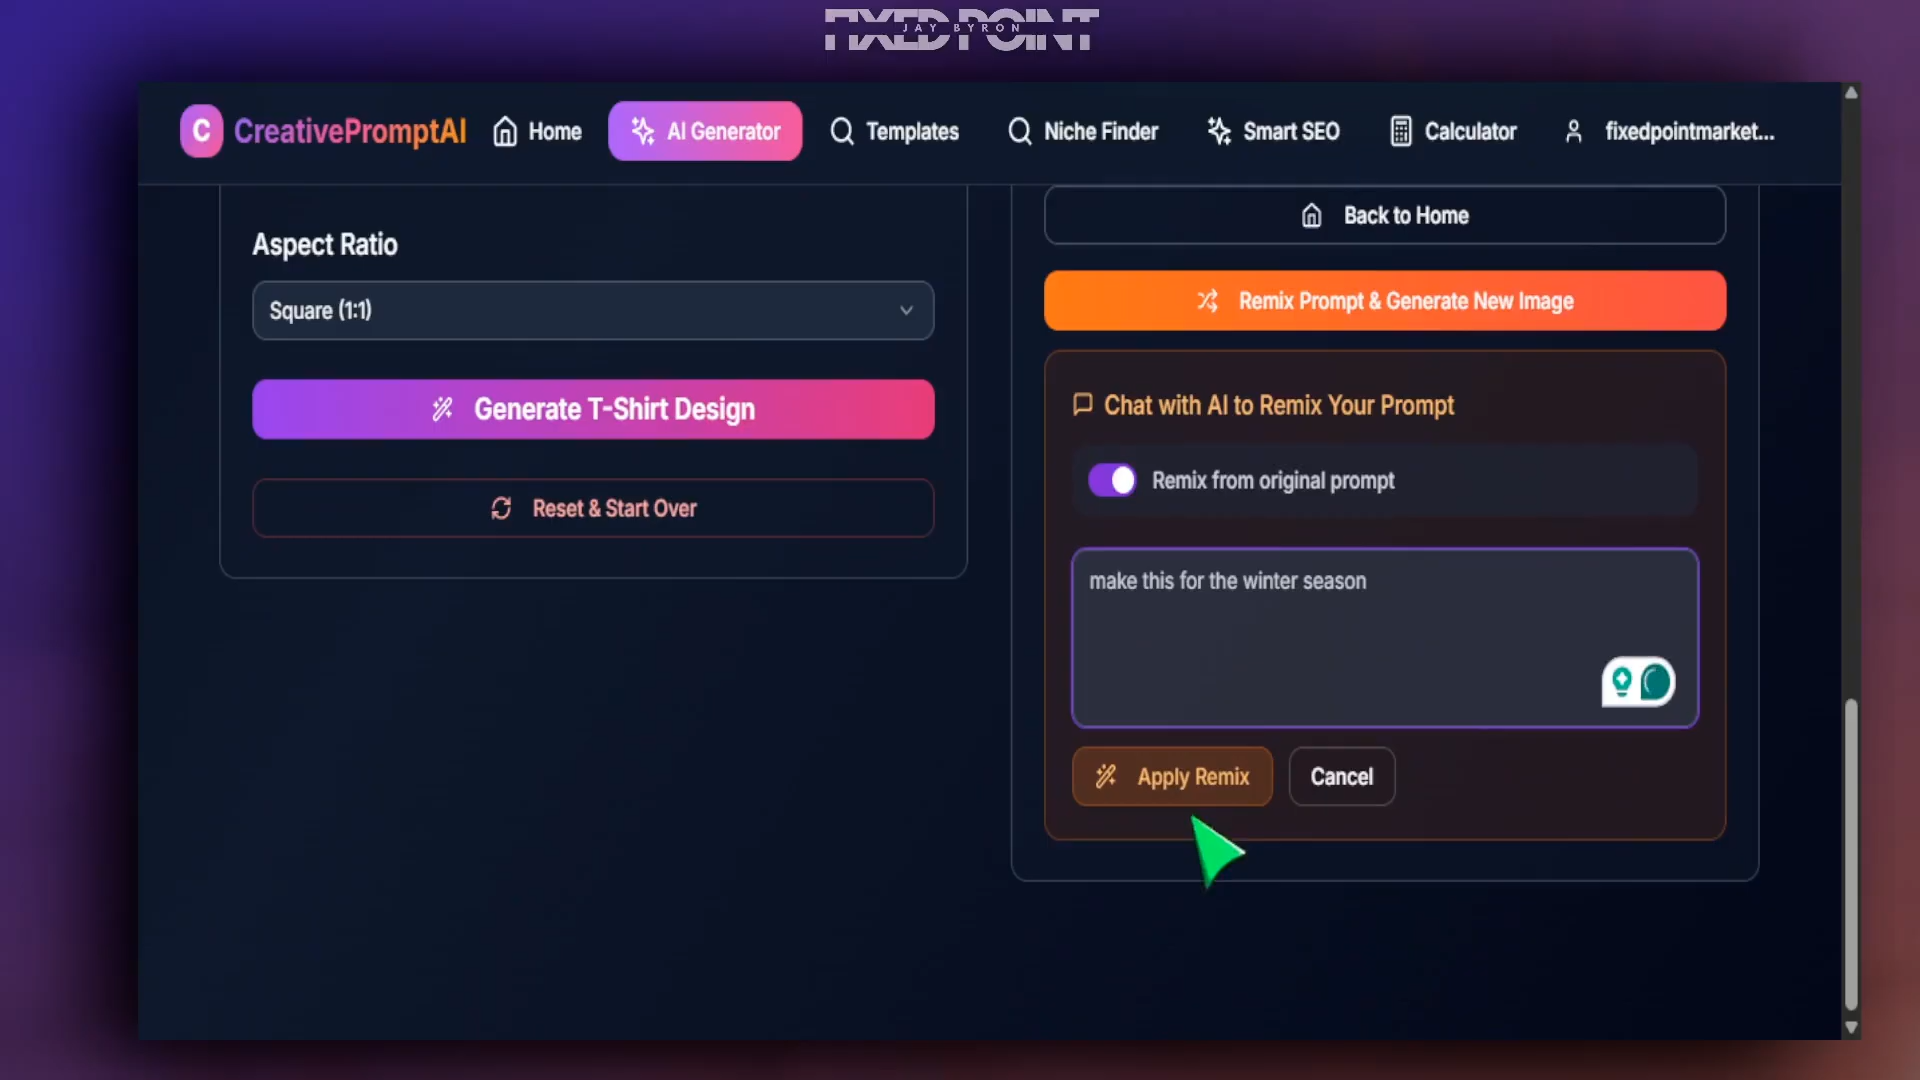 FIXED POINT
JAY BYRON
C CreativePromptAI Home AI Generator Templates Niche Finder Smart SEO Calculator fixedpointmarket...
Aspect Ratio
Square (1:1)
Generate T-Shirt Design
Reset & Start Over
Back to Home
Remix Prompt & Generate New Image
Chat with AI to Remix Your Prompt
Remix from original prompt
make this for the winter season
Apply Remix Cancel